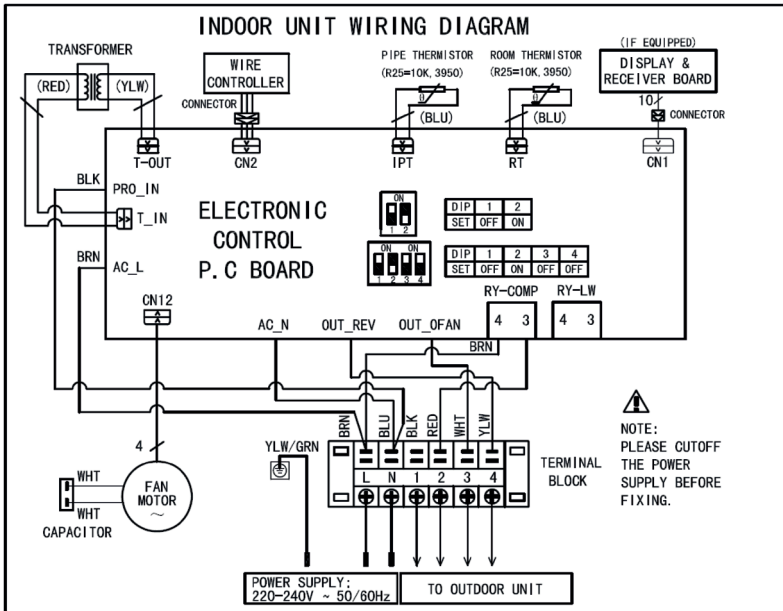 INDOOR UNIT WIRING DIAGRAM
TRANSFORMER
(RED)
(YLW)
WIRE
CONTROLLER
CONNECTOR
PIPE THERMISTOR
(R25=10K, 3950)
θ
(BLU)
ROOM THERMISTOR
(R25=10K, 3950)
θ
(BLU)
(IF EQUIPPED)
DISPLAY &
RECEIVER BOARD
10
CONNECTOR
T-OUT
CN2
IPT
RT
CN1
BLK
PRO_IN
T_IN
BRN
AC_L
ELECTRONIC
CONTROL
P.C BOARD
ON
1 2
DIP 1 2
SET OFF ON
ON ON
1 2 3 4
DIP 1 2 3 4
SET OFF ON OFF OFF
CN12
AC_N
OUT_REV
OUT_OFAN
RY-COMP
4 3
RY-LW
4 3
BRN
BRN
BLU
BLK
RED
WHT
YLW
YLW/GRN
L N 1 2 3 4
TERMINAL
BLOCK
4
WHT
WHT
CAPACITOR
FAN
MOTOR
~
NOTE:
PLEASE CUTOFF
THE POWER
SUPPLY BEFORE
FIXING.
POWER SUPPLY:
220-240V ~ 50/60Hz
TO OUTDOOR UNIT